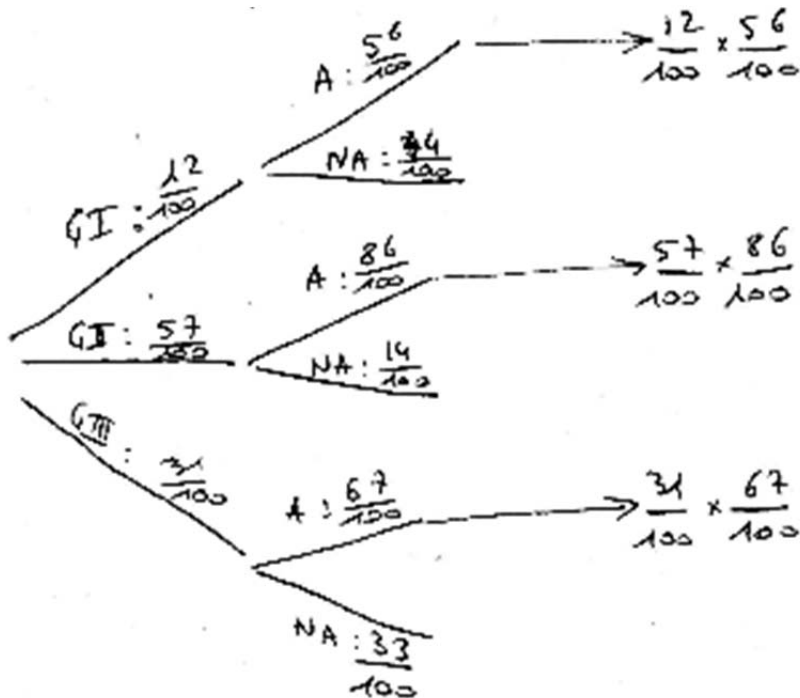 A : 56/100
12/100 × 56/100
NA : 44/100
GI : 12/100
A : 86/100
57/100 × 86/100
GII : 57/100
NA : 14/100
GIII : 31/100
A : 67/100
31/100 × 67/100
NA : 33/100